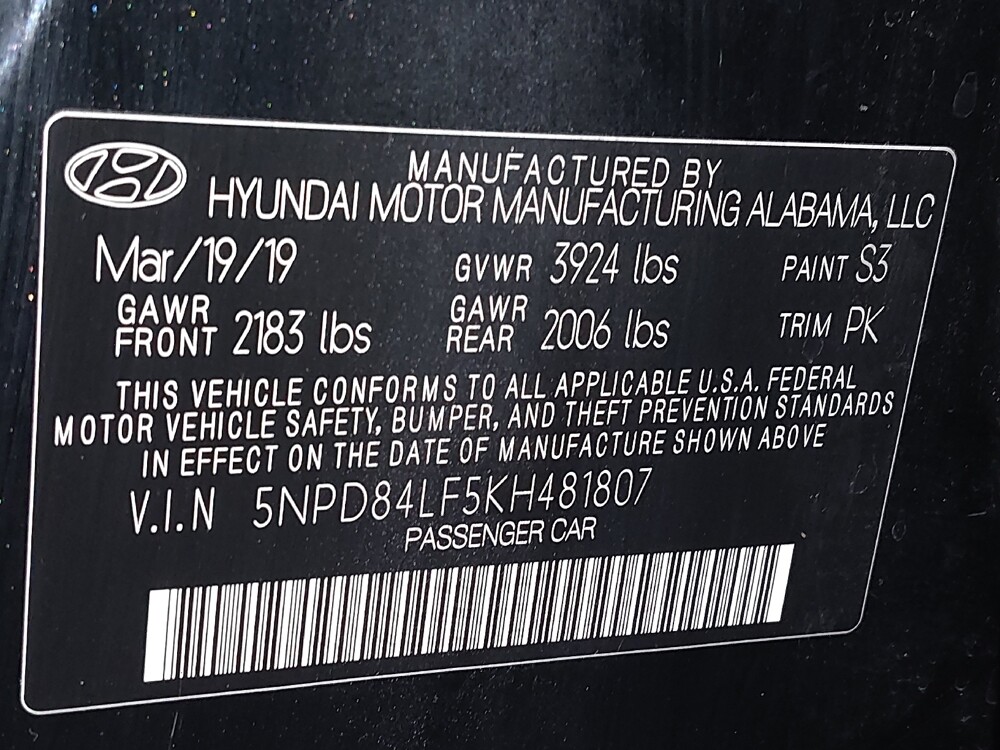 MANUFACTURED BY
HYUNDAI MOTOR MANUFACTURING ALABAMA, LLC
Mar/19/19 GVWR 3924 lbs PAINT S3
GAWR FRONT 2183 lbs GAWR REAR 2006 lbs TRIM PK
THIS VEHICLE CONFORMS TO ALL APPLICABLE U.S.A. FEDERAL
MOTOR VEHICLE SAFETY, BUMPER, AND THEFT PREVENTION STANDARDS
IN EFFECT ON THE DATE OF MANUFACTURE SHOWN ABOVE
V.I.N 5NPD84LF5KH481807
PASSENGER CAR